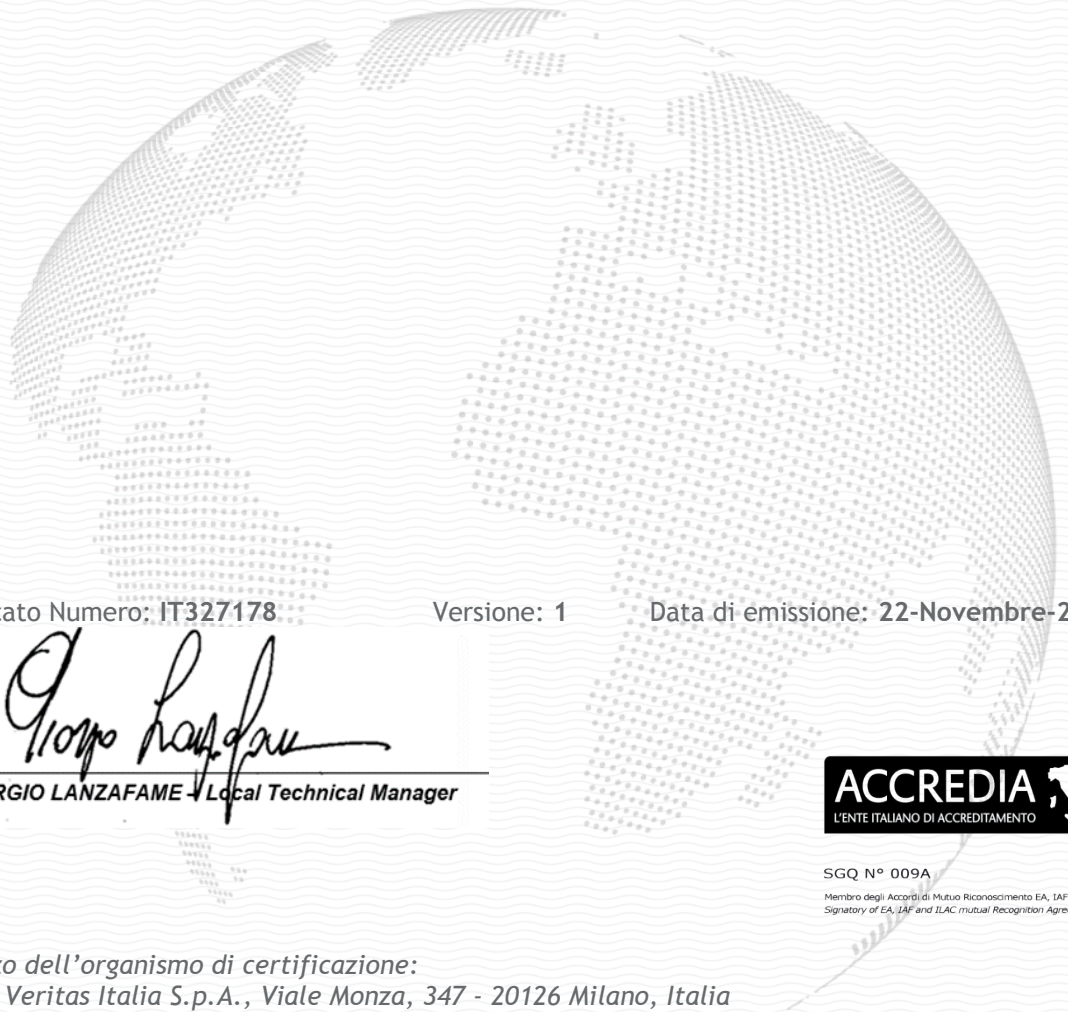 cato Numero: IT327178 Versione: 1 Data di emissione: 22-Novembre-2
RGIO LANZAFAME - Local Technical Manager
ACCREDIA
L'ENTE ITALIANO DI ACCREDITAMENTO
SGQ N° 009A
Membro degli Accordi di Mutuo Riconoscimento EA, IAF
Signatory of EA, IAF and ILAC mutual Recognition Agre
zo dell'organismo di certificazione:
Veritas Italia S.p.A., Viale Monza, 347 - 20126 Milano, Italia